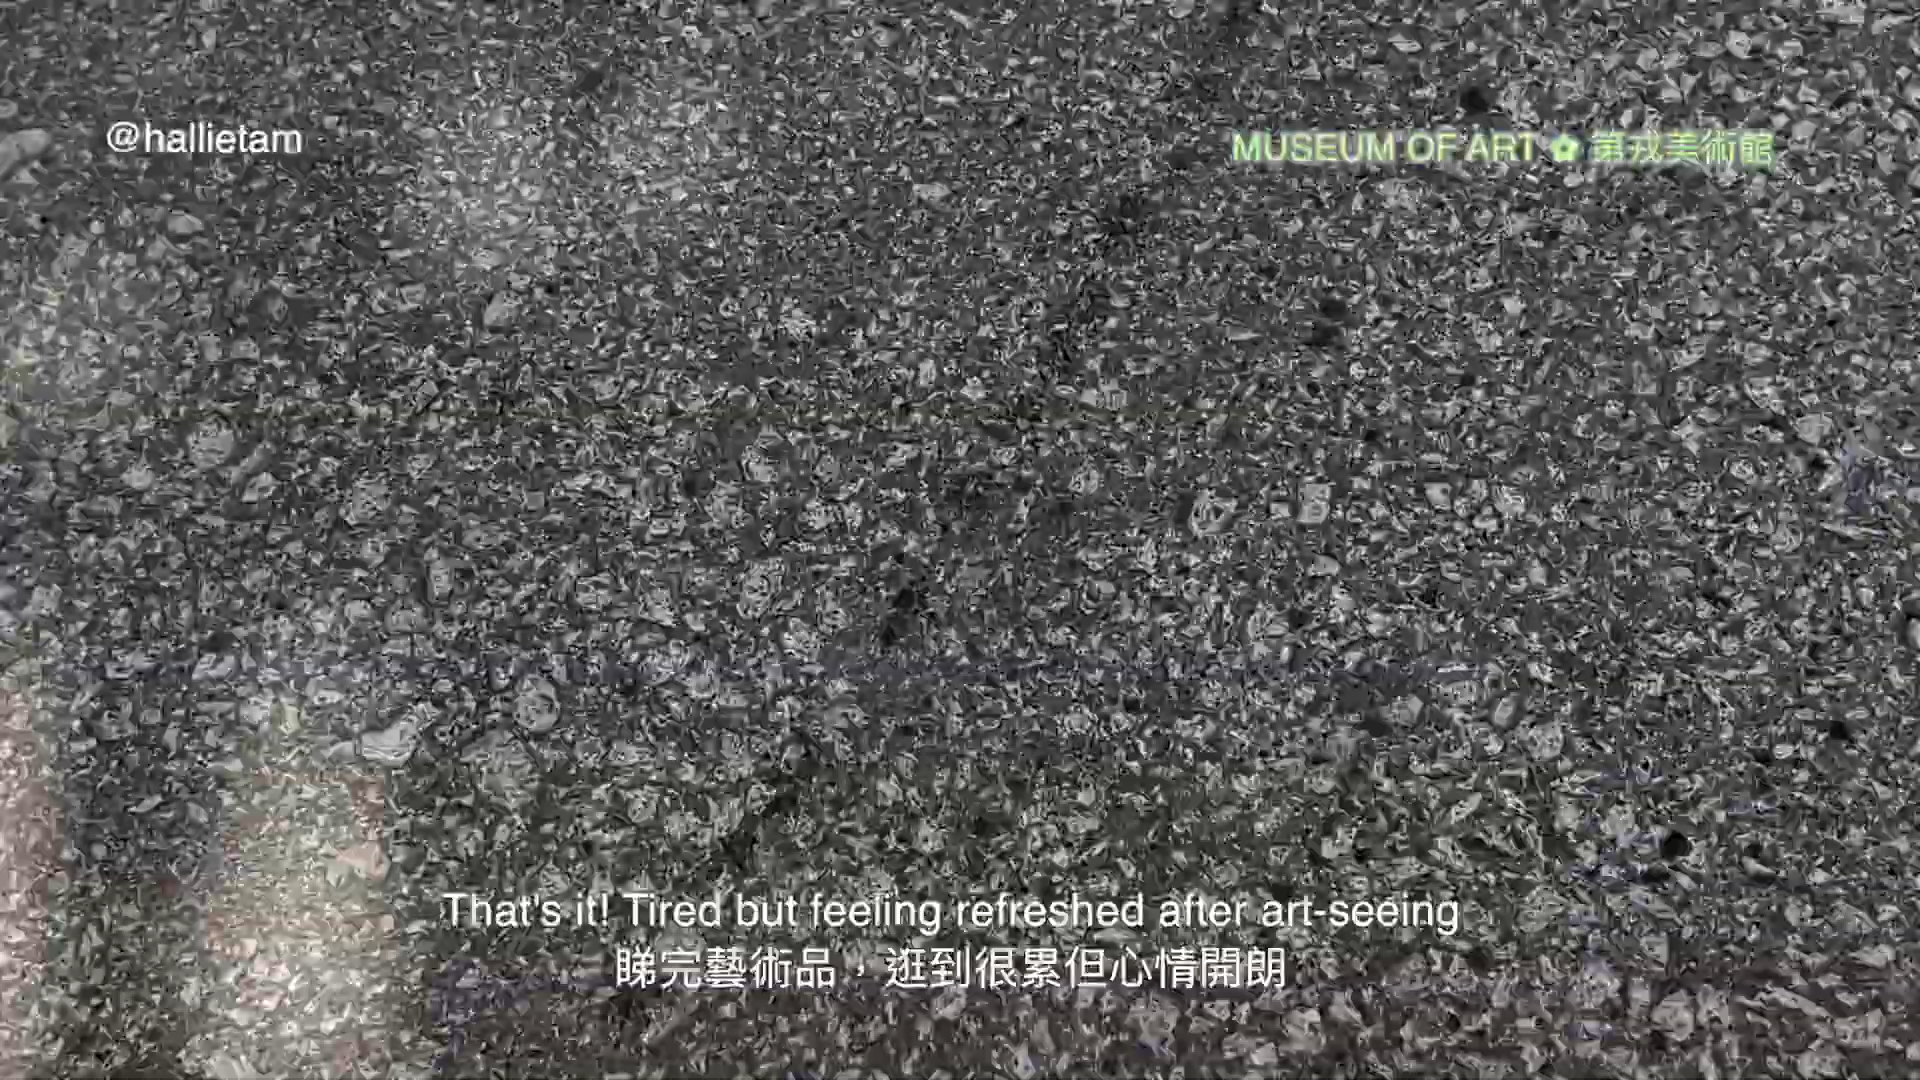 @hallietam
MUSEUM OF ART ✿ 第戎美術館
That's it! Tired but feeling refreshed after art-seeing
睇完藝術品，逛到很累但心情開朗